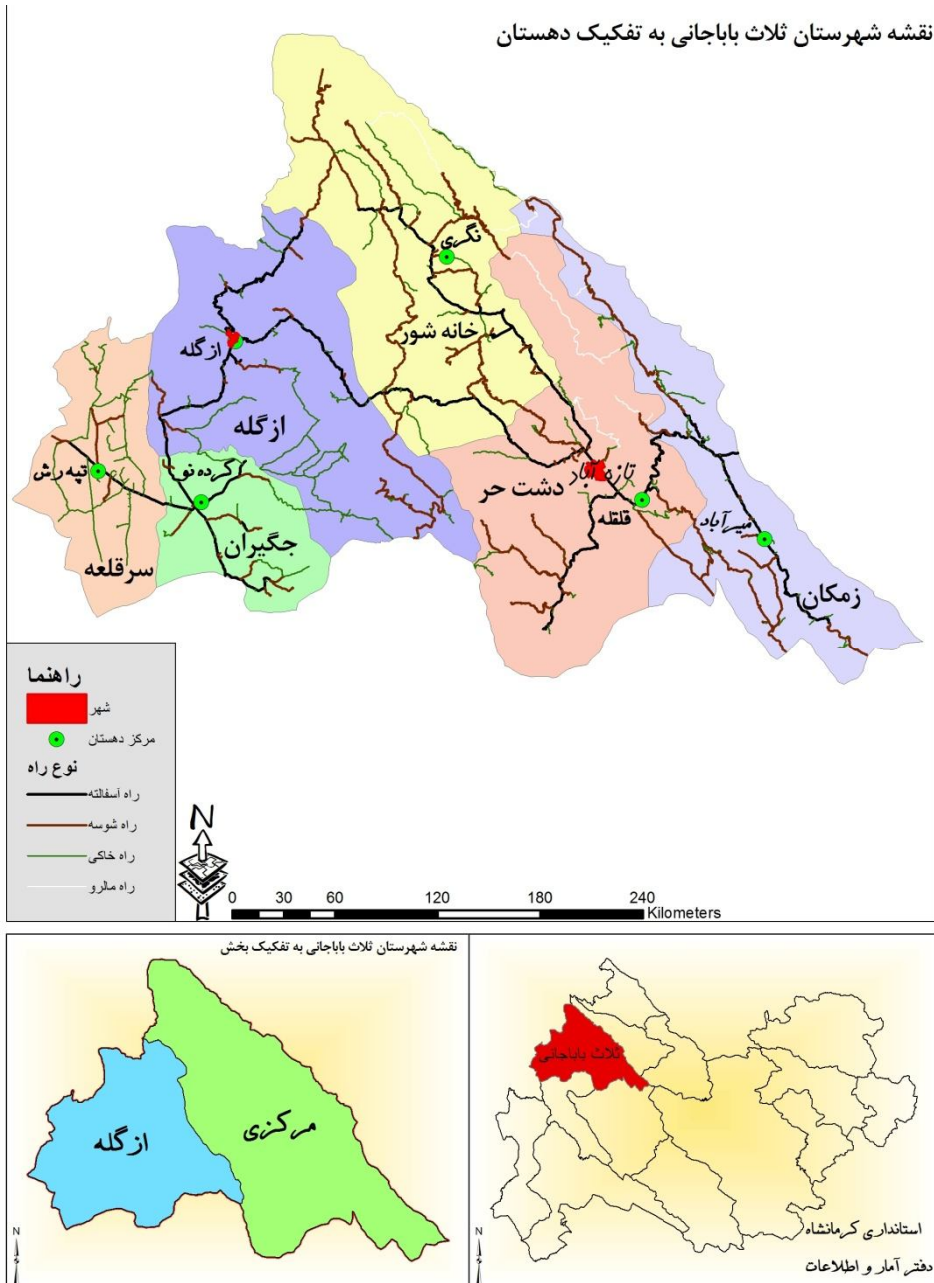 نقشه شهرستان ثلاث باباجانی به تفکیک دهستان
نگری
خانه شور
ازگله
ازگله
تپه رش
گرده نو
تازه آباد
دشت حر
قلقله
میرآباد
جگیران
سرقلعه
زمکان
راهنما
شهر
مرکز دهستان
نوع راه
راه آسفالته
راه شوسه
راه خاکی
راه مالرو
N
0 30 60 120 180 240
Kilometers
نقشه شهرستان ثلاث باباجانی به تفکیک بخش
مرکزی
ازگله
N
ثلاث باباجانی
استانداری کرمانشاه
دفتر آمار و اطلاعات
N